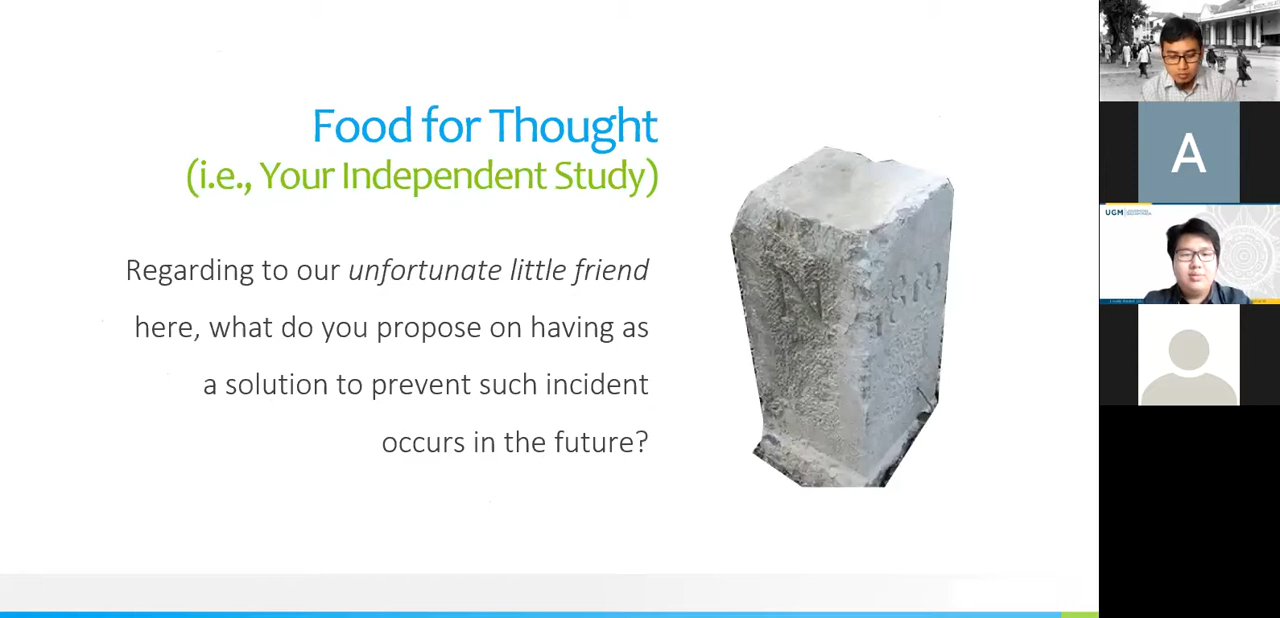 Food for Thought
(i.e., Your Independent Study)
Regarding to our unfortunate little friend
here, what do you propose on having as
a solution to prevent such incident
occurs in the future?
N
A
UGM